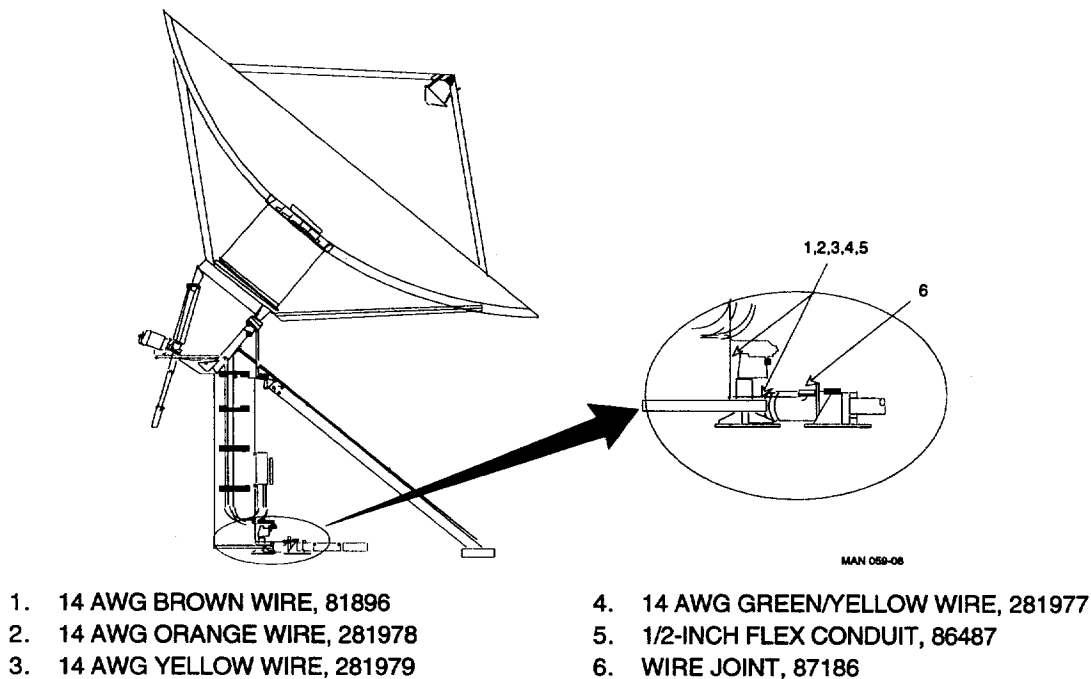 1,2,3,4,5
6
MAN 059-06
1. 14 AWG BROWN WIRE, 81896
2. 14 AWG ORANGE WIRE, 281978
3. 14 AWG YELLOW WIRE, 281979
4. 14 AWG GREEN/YELLOW WIRE, 281977
5. 1/2-INCH FLEX CONDUIT, 86487
6. WIRE JOINT, 87186